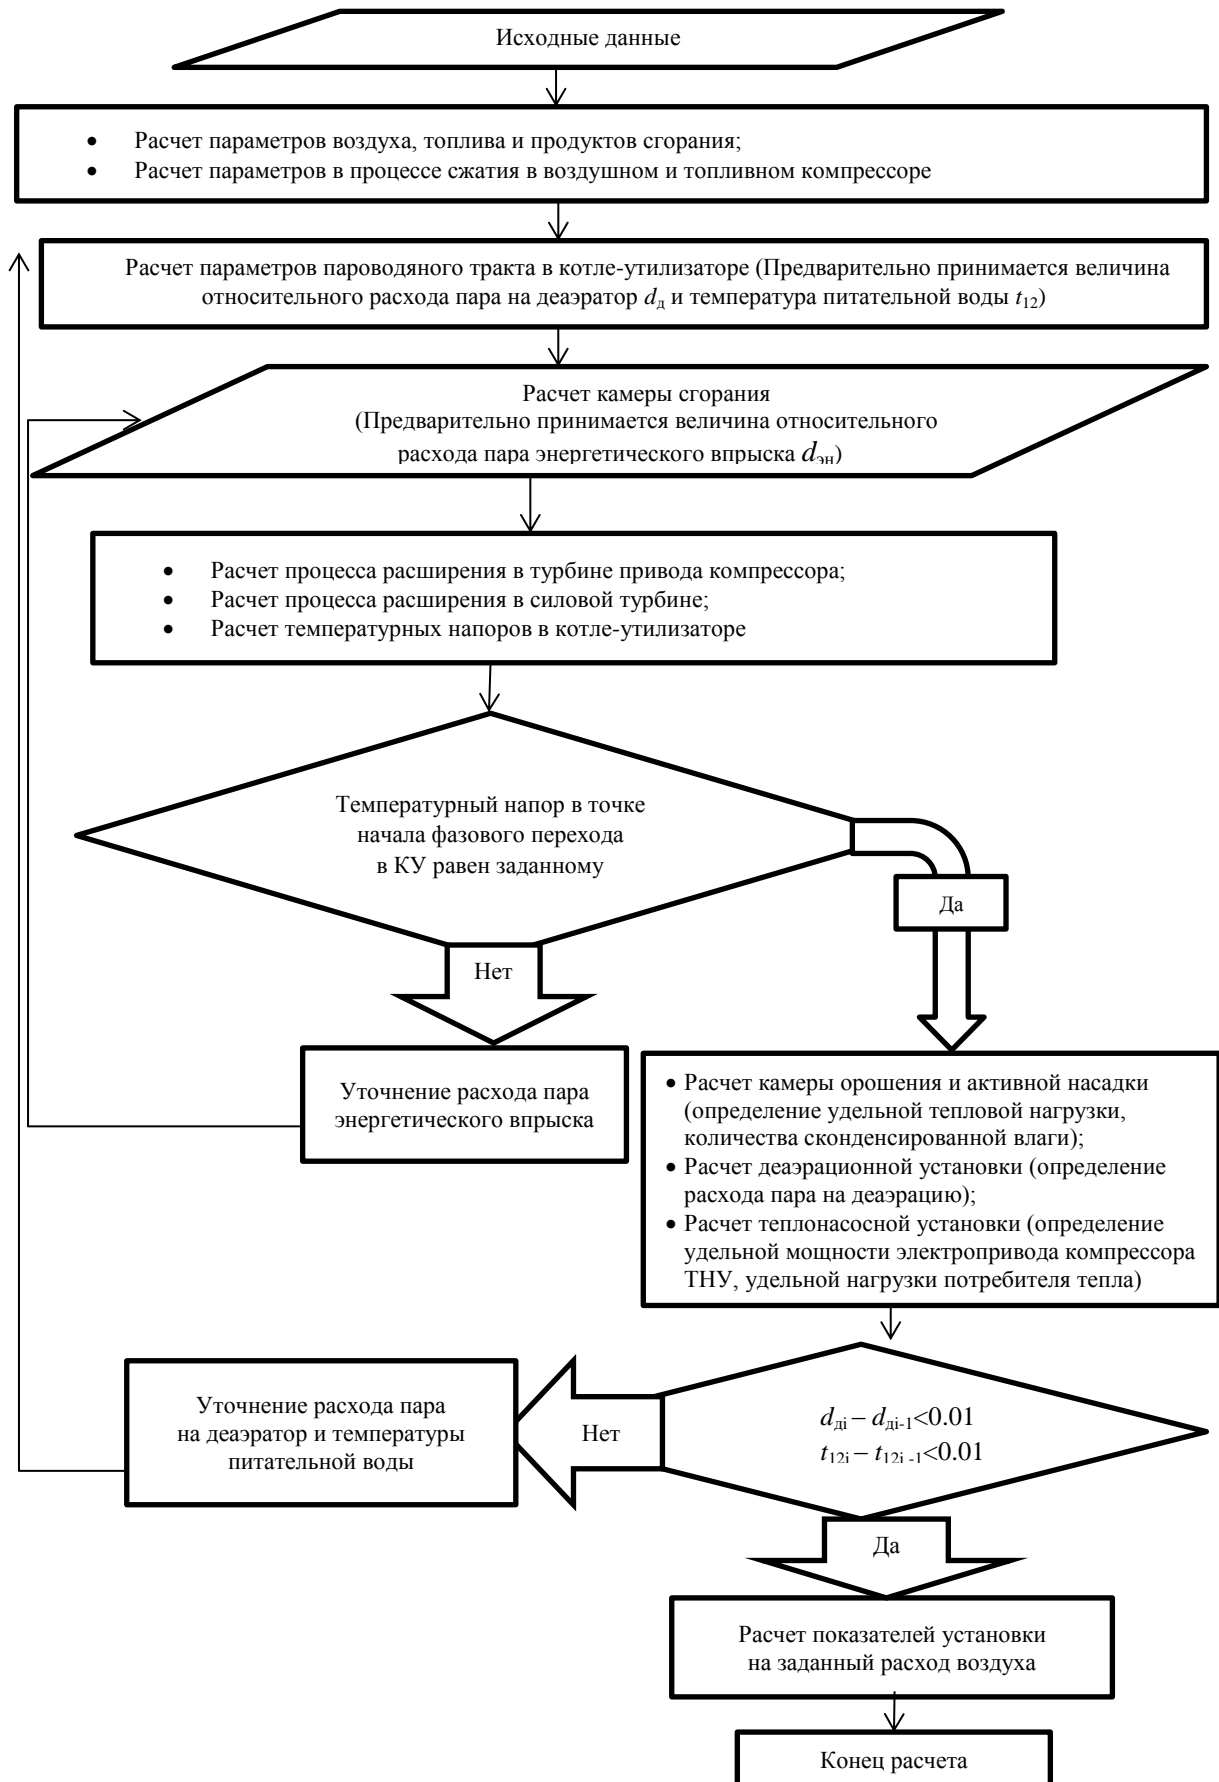 Исходные данные
• Расчет параметров воздуха, топлива и продуктов сгорания;
• Расчет параметров в процессе сжатия в воздушном и топливном компрессоре
Расчет параметров пароводяного тракта в котле-утилизаторе (Предварительно принимается величина
относительного расхода пара на деаэратор dд и температура питательной воды t12)
Расчет камеры сгорания
(Предварительно принимается величина относительного
расхода пара энергетического впрыска dэн)
• Расчет процесса расширения в турбине привода компрессора;
• Расчет процесса расширения в силовой турбине;
• Расчет температурных напоров в котле-утилизаторе
Температурный напор в точке
начала фазового перехода
в КУ равен заданному
Да
Нет
Уточнение расхода пара
энергетического впрыска
• Расчет камеры орошения и активной насадки
(определение удельной тепловой нагрузки,
количества сконденсированной влаги);
• Расчет деаэрационной установки (определение
расхода пара на деаэрацию);
• Расчет теплонасосной установки (определение
удельной мощности электропривода компрессора
ТНУ, удельной нагрузки потребителя тепла)
Уточнение расхода пара
на деаэратор и температуры
питательной воды
Нет
dдi – dдi-1<0.01
t12i – t12i -1<0.01
Да
Расчет показателей установки
на заданный расход воздуха
Конец расчета